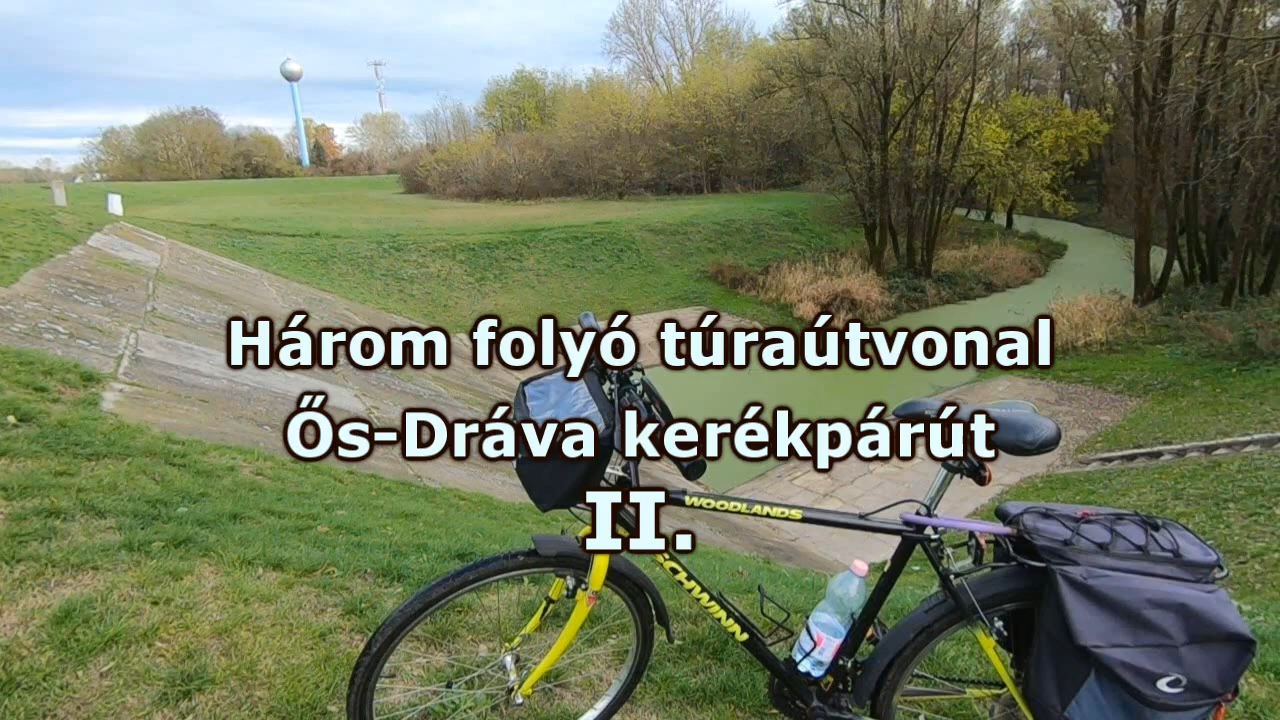 Három folyó túraútvonal
Ős-Dráva kerékpárút
II.
WOODLANDS
SCHWINN